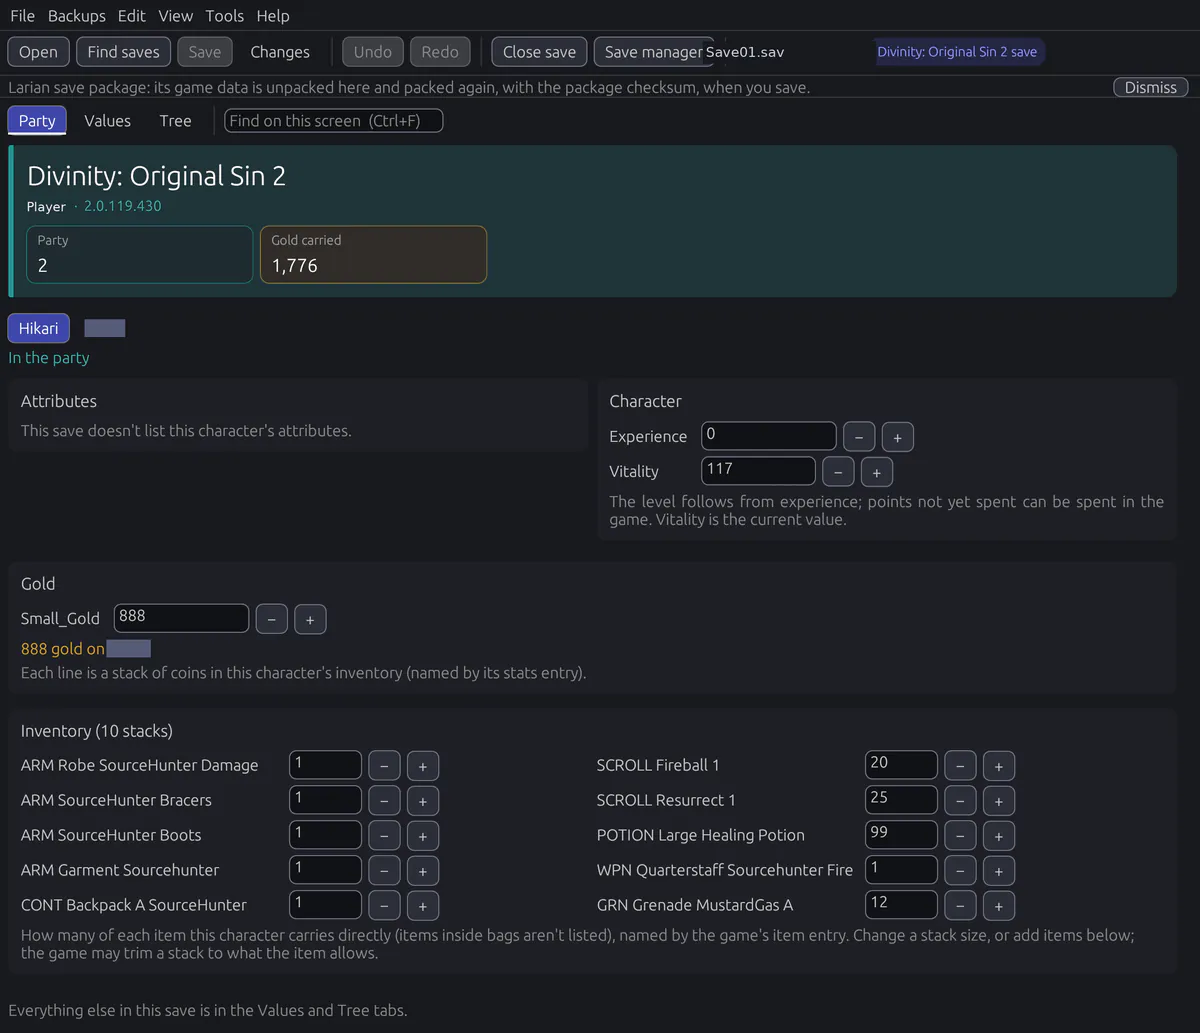 File Backups Edit View Tools Help
Open Find saves Save Changes Undo Redo Close save Save manager Save01.sav Divinity: Original Sin 2 save
Larian save package: its game data is unpacked here and packed again, with the package checksum, when you save. Dismiss
Party Values Tree Find on this screen (Ctrl+F)
Divinity: Original Sin 2
Player · 2.0.119.430
Party
2
Gold carried
1,776
Hikari
In the party
Attributes
This save doesn't list this character's attributes.
Character
Experience 0 – +
Vitality 117 – +
The level follows from experience; points not yet spent can be spent in the
game. Vitality is the current value.
Gold
Small_Gold 888 – +
888 gold on
Each line is a stack of coins in this character's inventory (named by its stats entry).
Inventory (10 stacks)
ARM Robe SourceHunter Damage 1 – + SCROLL Fireball 1 20 – +
ARM SourceHunter Bracers 1 – + SCROLL Resurrect 1 25 – +
ARM SourceHunter Boots 1 – + POTION Large Healing Potion 99 – +
ARM Garment Sourcehunter 1 – + WPN Quarterstaff Sourcehunter Fire 1 – +
CONT Backpack A SourceHunter 1 – + GRN Grenade MustardGas A 12 – +
How many of each item this character carries directly (items inside bags aren't listed), named by the game's item entry. Change a stack size, or add items below;
the game may trim a stack to what the item allows.
Everything else in this save is in the Values and Tree tabs.